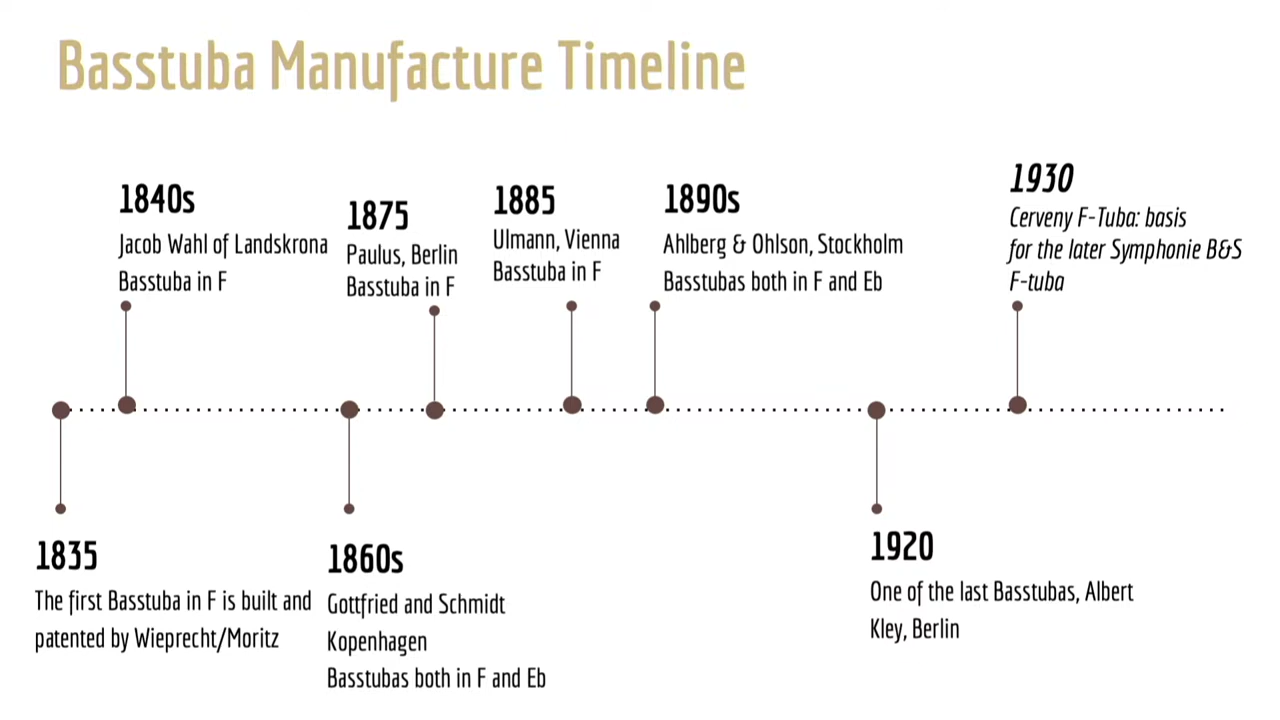 Basstuba Manufacture Timeline
1840s
Jacob Wahl of Landskrona
Basstuba in F
1875
Paulus, Berlin
Basstuba in F
1885
Ulmann, Vienna
Basstuba in F
1890s
Ahlberg & Ohlson, Stockholm
Basstubas both in F and Eb
1930
Cerveny F-Tuba: basis
for the later Symphonie B&S
F-tuba
1835
The first Basstuba in F is built and
patented by Wieprecht/Moritz
1860s
Gottfried and Schmidt
Kopenhagen
Basstubas both in F and Eb
1920
One of the last Basstubas, Albert
Kley, Berlin